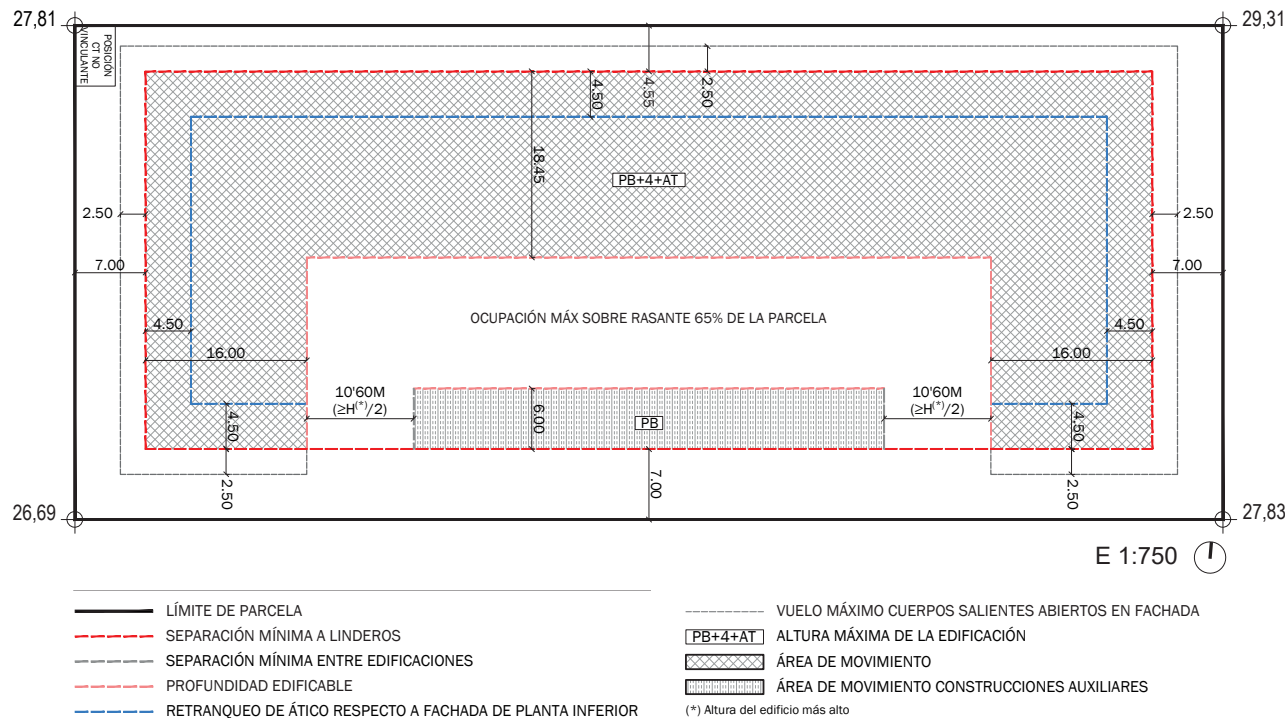 27,81
29,31
POSICIÓN
CT NO
VINCULANTE
4.50
4.55
2.50
18.45
PB+4+AT
2.50
2.50
7.00
7.00
OCUPACIÓN MÁX SOBRE RASANTE 65% DE LA PARCELA
4.50
4.50
16.00
16.00
10'60M
(≥H(*)/2)
10'60M
(≥H(*)/2)
4.50
6.00
PB
4.50
2.50
7.00
2.50
26,69
27,83
E 1:750
LÍMITE DE PARCELA
SEPARACIÓN MÍNIMA A LINDEROS
SEPARACIÓN MÍNIMA ENTRE EDIFICACIONES
PROFUNDIDAD EDIFICABLE
RETRANQUEO DE ÁTICO RESPECTO A FACHADA DE PLANTA INFERIOR
VUELO MÁXIMO CUERPOS SALIENTES ABIERTOS EN FACHADA
PB+4+AT ALTURA MÁXIMA DE LA EDIFICACIÓN
ÁREA DE MOVIMIENTO
ÁREA DE MOVIMIENTO CONSTRUCCIONES AUXILIARES
(*) Altura del edificio más alto